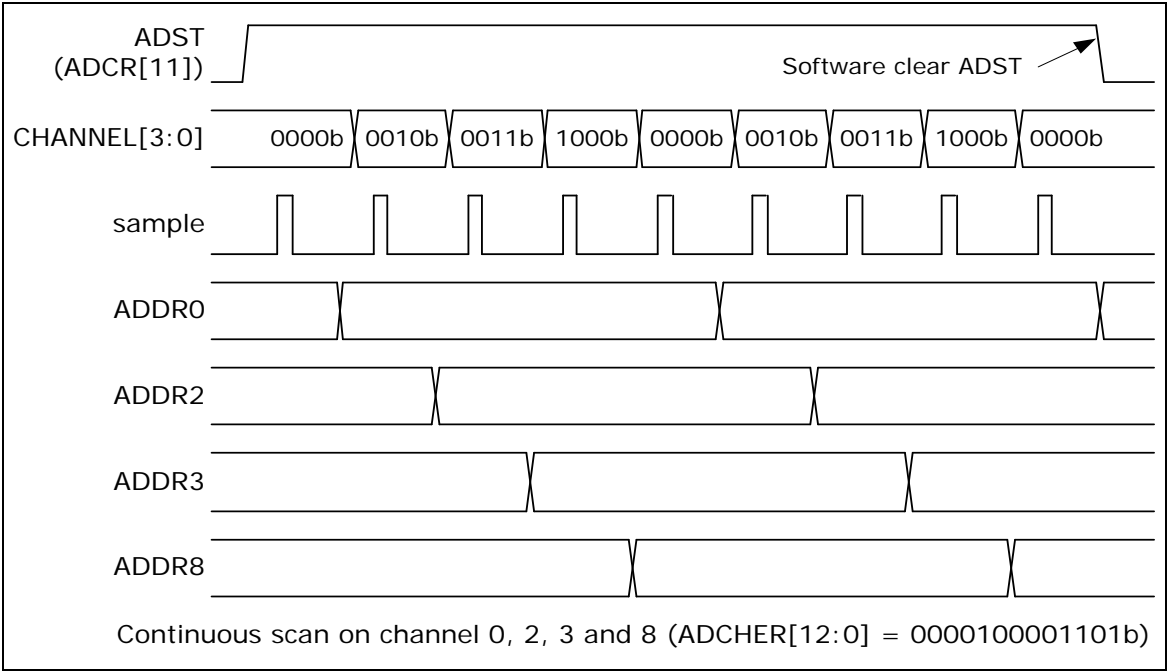 ADST
(ADCR[11])
Software clear ADST
CHANNEL[3:0]
0000b 0010b 0011b 1000b 0000b 0010b 0011b 1000b 0000b
sample
ADDR0
ADDR2
ADDR3
ADDR8
Continuous scan on channel 0, 2, 3 and 8 (ADCHER[12:0] = 0000100001101b)